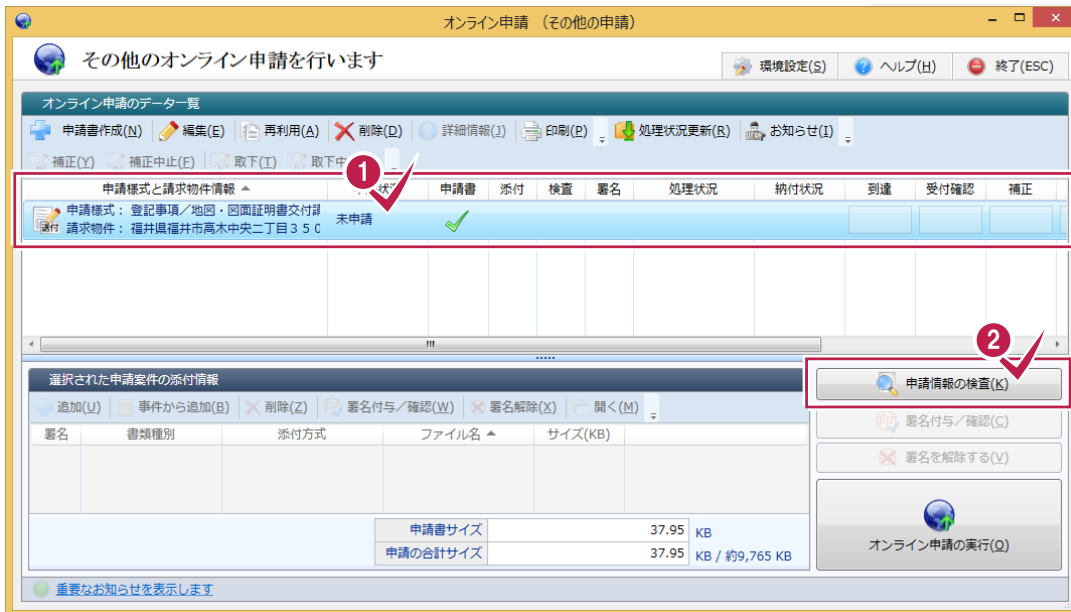 オンライン申請 （その他の申請）
その他のオンライン申請を行います
環境設定(S) ヘルプ(H) 終了(ESC)
オンライン申請のデータ一覧
申請書作成(N) 編集(E) 再利用(A) 削除(D) 詳細情報(J) 印刷(P) 処理状況更新(R) お知らせ(I)
補正(Y) 補正中止(F) 取下(T) 取下中
1
申請様式と請求物件情報 状 申請書 添付 検査 署名 処理状況 納付状況 到達 受付確認 補正
申請様式： 登記事項／地図・図面証明書交付請
送付 請求物件： 福井県福井市高木中央二丁目３５０
未申請
2
選択された申請案件の添付情報
申請情報の検査(K)
追加(U) 事件から追加(B) 削除(Z) 署名付与／確認(W) 署名解除(X) 開く(M)
署名付与／確認(C)
署名 書類種別 添付方式 ファイル名 サイズ(KB)
署名を解除する(V)
申請書サイズ 37.95 KB
申請の合計サイズ 37.95 KB / 約9,765 KB
オンライン申請の実行(O)
重要なお知らせを表示します